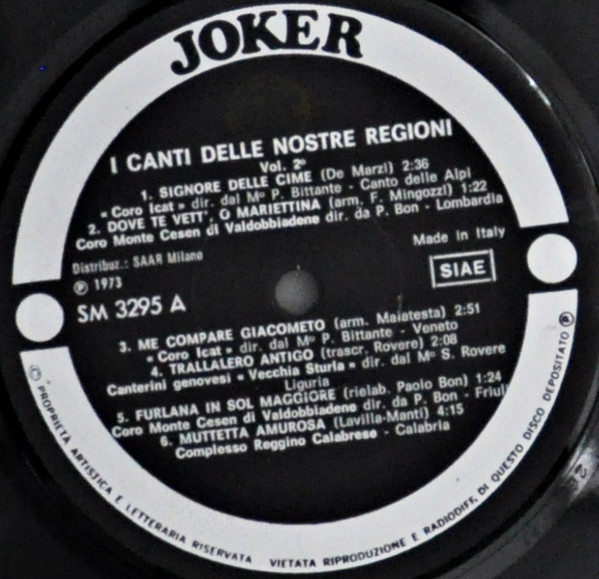 JOKER
I CANTI DELLE NOSTRE REGIONI
Vol. 2º
1. SIGNORE DELLE CIME (De Marzi) 2:36
« Coro Icat » dir. dal Mº P. Bittante - Canto delle Alpi
2. DOVE TE VETT', O MARIETTINA (arm. F. Mingozzi) 1:22
Coro Monte Cesen di Valdobbiadene dir. da P. Bon - Lombardia
Distribuz.: SAAR Milano
Made in Italy
Ⓟ 1973
SIAE
SM 3295 A
3. ME COMPARE GIACOMETO (arm. Malatesta) 2:51
« Coro Icat » dir. dal Mº P. Bittante - Veneto
4. TRALLALERO ANTIGO (trascr. Rovere) 2:08
Canterini genovesi « Vecchia Sturla » dir. dal Mº S. Rovere
Liguria
5. FURLANA IN SOL MAGGIORE (rielab. Paolo Bon) 1:24
Coro Monte Cesen di Valdobbiadene dir. da P. Bon - Friuli
6. MUTTETTA AMUROSA (Lavilla-Manti) 4:15
Complesso Reggino Calabrese - Calabria
© PROPRIETA ARTISTICA E LETTERARIA RISERVATA VIETATA RIPRODUZIONE E RADIODIFF. DI QUESTO DISCO DEPOSITATO Ⓟ